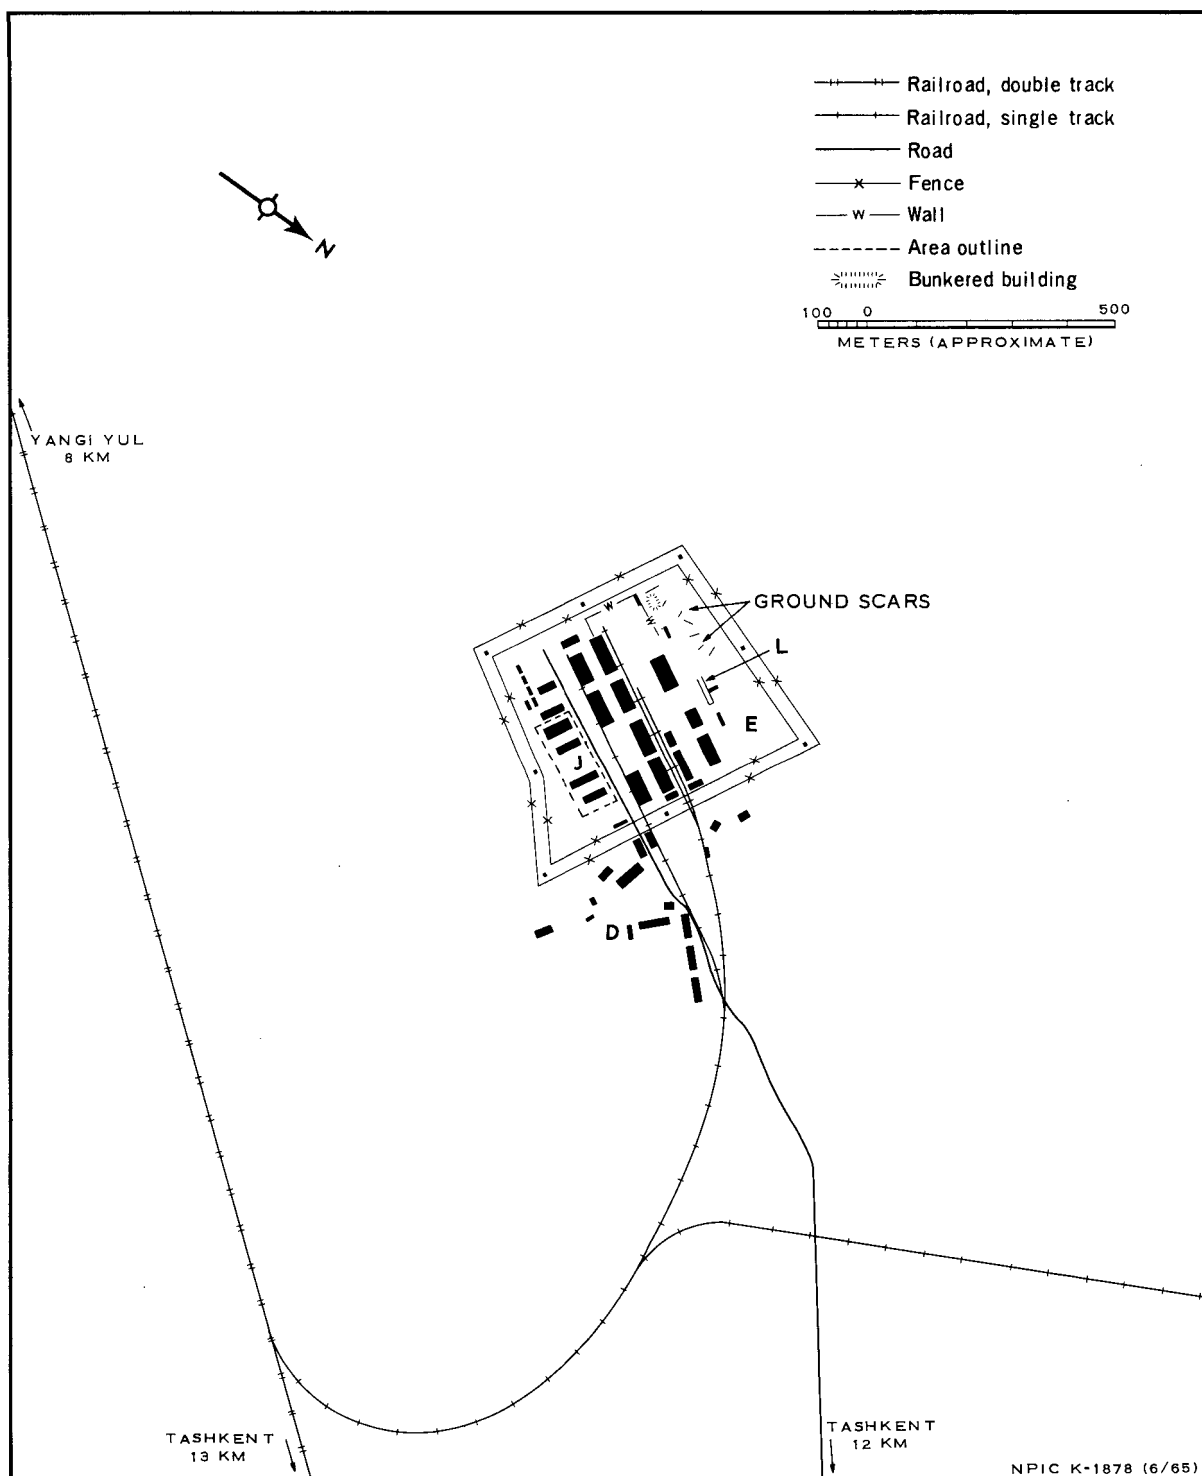 Railroad, double track
Railroad, single track
Road
Fence
W Wall
Area outline
Bunkered building
100 0 500
METERS (APPROXIMATE)
N
YANGI YUL
8 KM
GROUND SCARS
W
W
L
E
J
D
TASHKENT
13 KM
TASHKENT
12 KM
NPIC K-1878 (6/65)